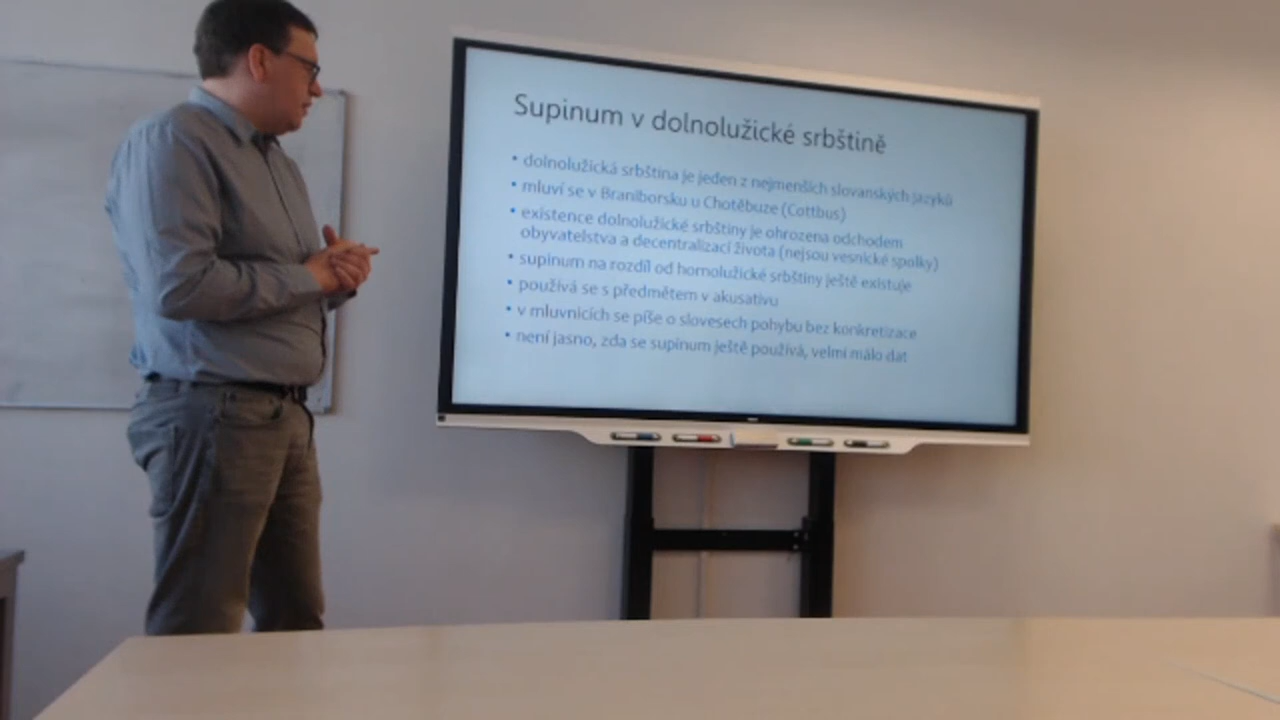 Supinum v dolnolužické srbštině
• dolnolužická srbština je jeden z nejmenších slovanských jazyků
• mluví se v Braniborsku u Chotěbuze (Cottbus)
• existence dolnolužické srbštiny je ohrozena odchodem
obyvatelstva a decentralizací života (nejsou vesnické spolky)
• supinum na rozdíl od hornolužické srbštiny ještě existuje
• používá se s předmětem v akusativu
• v mluvnicích se píše o slovesech pohybu bez konkretizace
• není jasno, zda se supinum ještě používá, velmi málo dat